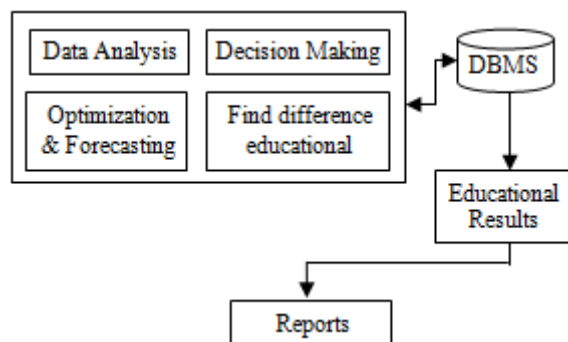 Data Analysis
Decision Making
DBMS
Optimization
& Forecasting
Find difference
educational
Educational
Results
Reports